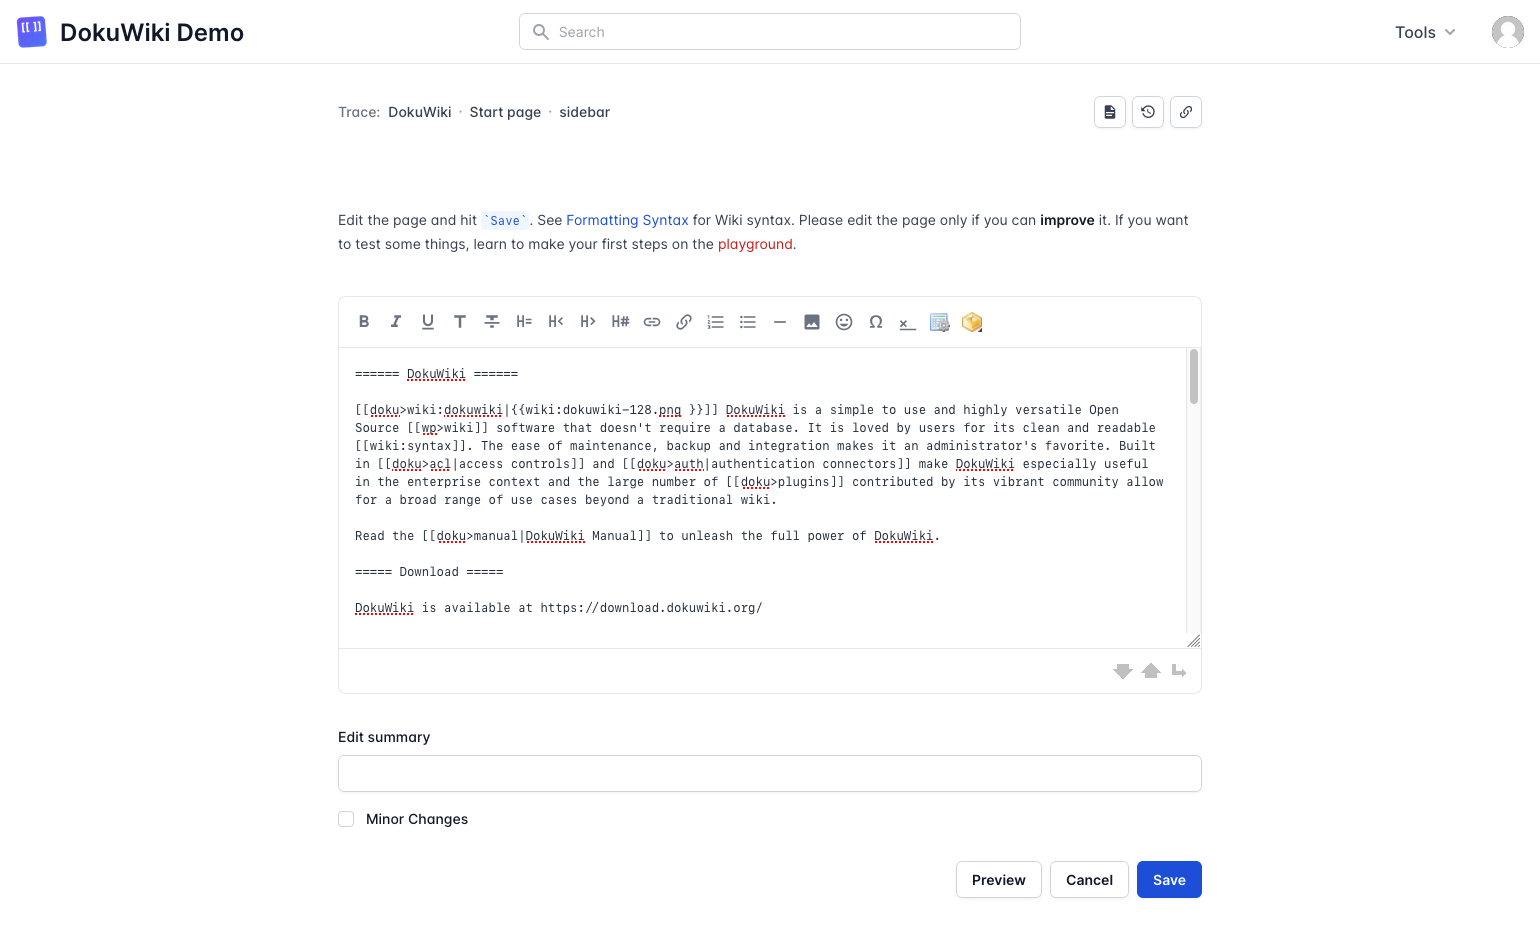 [[ ]] DokuWiki Demo
Search
Tools
Trace: DokuWiki · Start page · sidebar
Edit the page and hit `Save`. See Formatting Syntax for Wiki syntax. Please edit the page only if you can improve it. If you want
to test some things, learn to make your first steps on the playground.
B I U T T H= H< H> H# Ω
====== DokuWiki ======
[[doku>wiki:dokuwiki|{{wiki:dokuwiki-128.png }}]] DokuWiki is a simple to use and highly versatile Open
Source [[wp>wiki]] software that doesn't require a database. It is loved by users for its clean and readable
[[wiki:syntax]]. The ease of maintenance, backup and integration makes it an administrator's favorite. Built
in [[doku>acl|access controls]] and [[doku>auth|authentication connectors]] make DokuWiki especially useful
in the enterprise context and the large number of [[doku>plugins]] contributed by its vibrant community allow
for a broad range of use cases beyond a traditional wiki.
Read the [[doku>manual|DokuWiki Manual]] to unleash the full power of DokuWiki.
===== Download =====
DokuWiki is available at https://download.dokuwiki.org/
Edit summary
Minor Changes
Preview Cancel Save